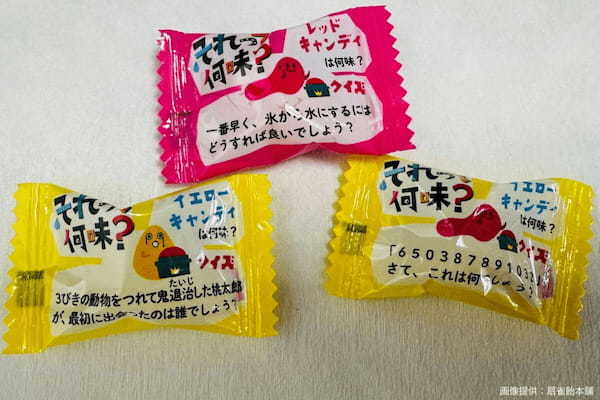 それって
何味?
レッド
キャンディ
は何味?
クイズ
一番早く、氷から水にするには
どうすれば良いでしょう?
それって
何味?
イエロー
キャンディ
は何味?
クイズ
たいじ
3びきの動物をつれて鬼退治した桃太郎
が、最初に出会ったのは誰でしょう?
それって
何味?
イエロー
キャンディ
は何味?
クイズ
「650387891
さて、これは何
画像提供:扇雀飴本舗